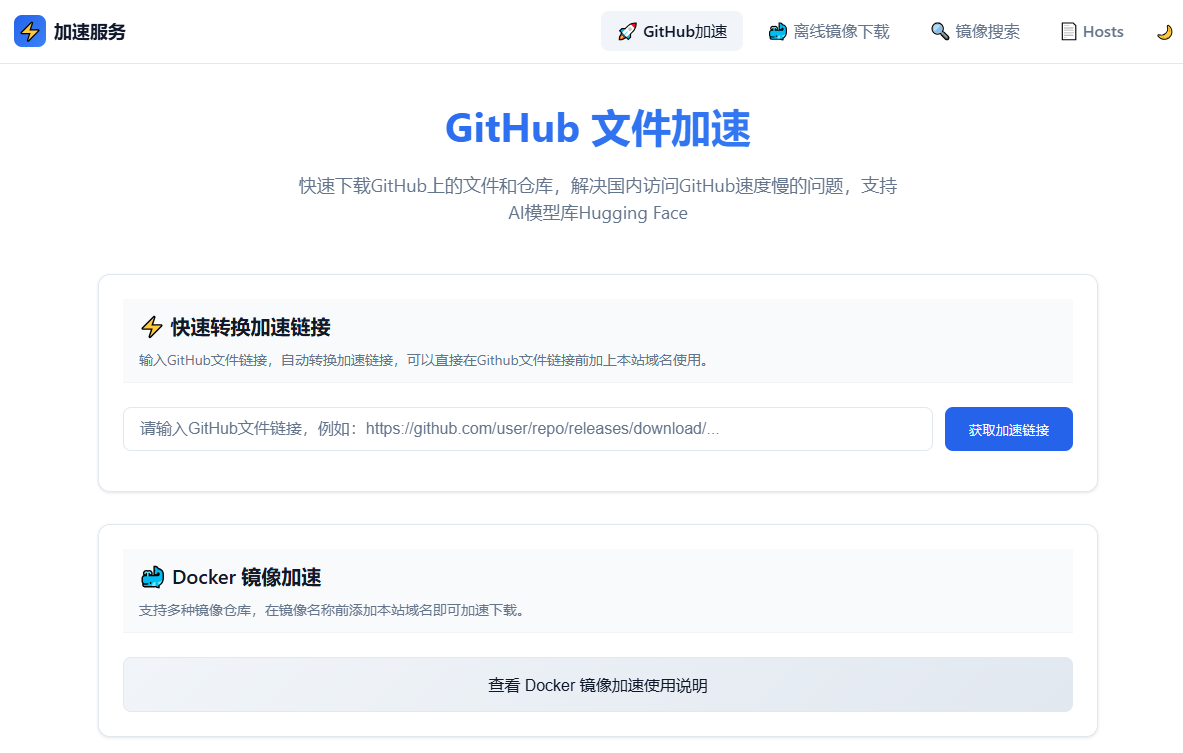 加速服务
GitHub加速
离线镜像下载
镜像搜索
Hosts
GitHub 文件加速
快速下载GitHub上的文件和仓库，解决国内访问GitHub速度慢的问题，支持
AI模型库Hugging Face
快速转换加速链接
输入GitHub文件链接，自动转换加速链接，可以直接在Github文件链接前加上本站域名使用。
请输入GitHub文件链接，例如：https://github.com/user/repo/releases/download/...
获取加速链接
Docker 镜像加速
支持多种镜像仓库，在镜像名称前添加本站域名即可加速下载。
查看 Docker 镜像加速使用说明